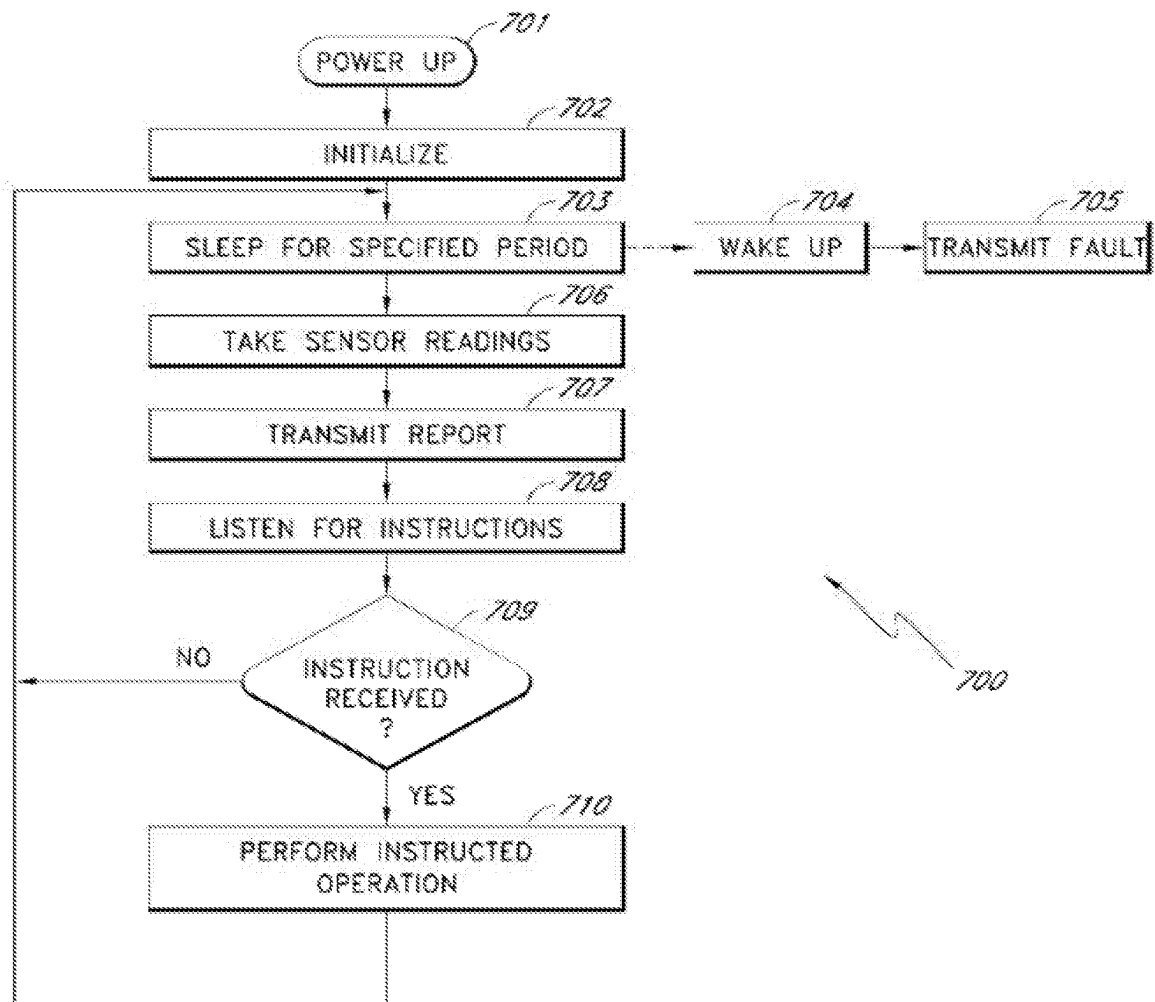 701
POWER UP
702
INITIALIZE
703
SLEEP FOR SPECIFIED PERIOD
704
WAKE UP
705
TRANSMIT FAULT
706
TAKE SENSOR READINGS
707
TRANSMIT REPORT
708
LISTEN FOR INSTRUCTIONS
709
INSTRUCTION
RECEIVED
?
NO
700
YES
710
PERFORM INSTRUCTED
OPERATION